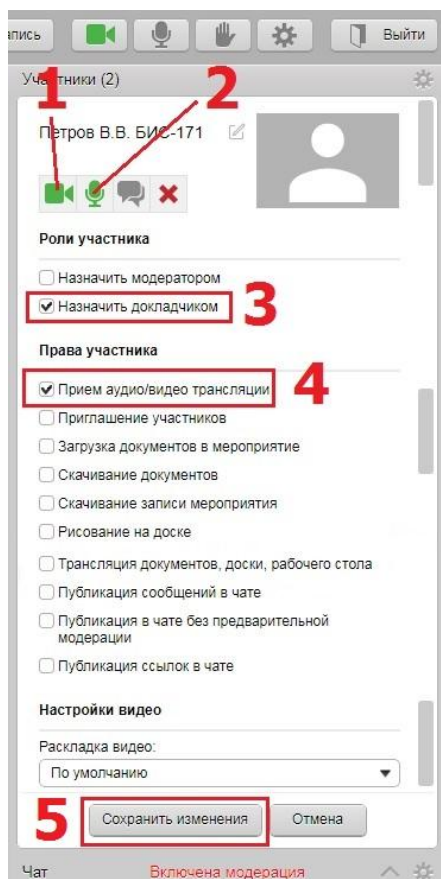 апись Выйти
Участники (2)
1 2
Петров В.В. БИС-171
Роли участника
Назначить модератором
Назначить докладчиком 3
Права участника
Прием аудио/видео трансляции 4
Приглашение участников
Загрузка документов в мероприятие
Скачивание документов
Скачивание записи мероприятия
Рисование на доске
Трансляция документов, доски, рабочего стола
Публикация сообщений в чате
Публикация в чате без предварительной
модерации
Публикация ссылок в чате
Настройки видео
Раскладка видео:
По умолчанию
5 Сохранить изменения Отмена
Чат Включена модерация